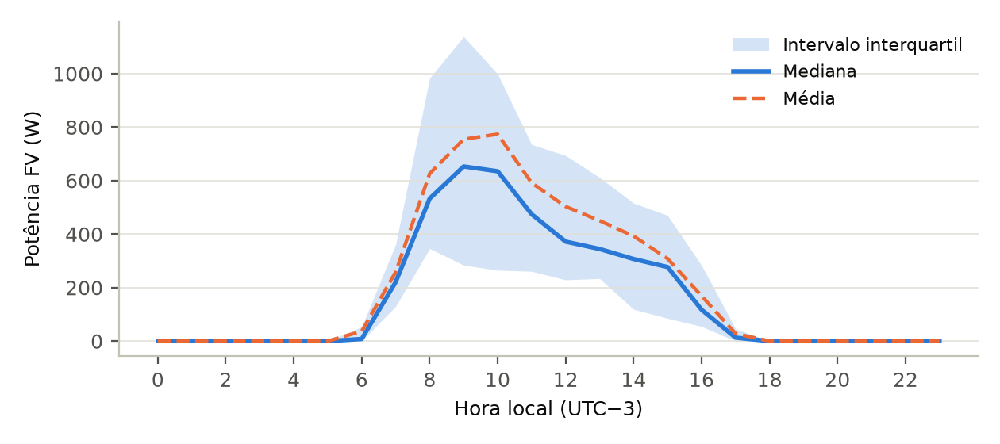 Intervalo interquartil
Mediana
Média
Potência FV (W)
1000
800
600
400
200
0
0 2 4 6 8 10 12 14 16 18 20 22
Hora local (UTC−3)